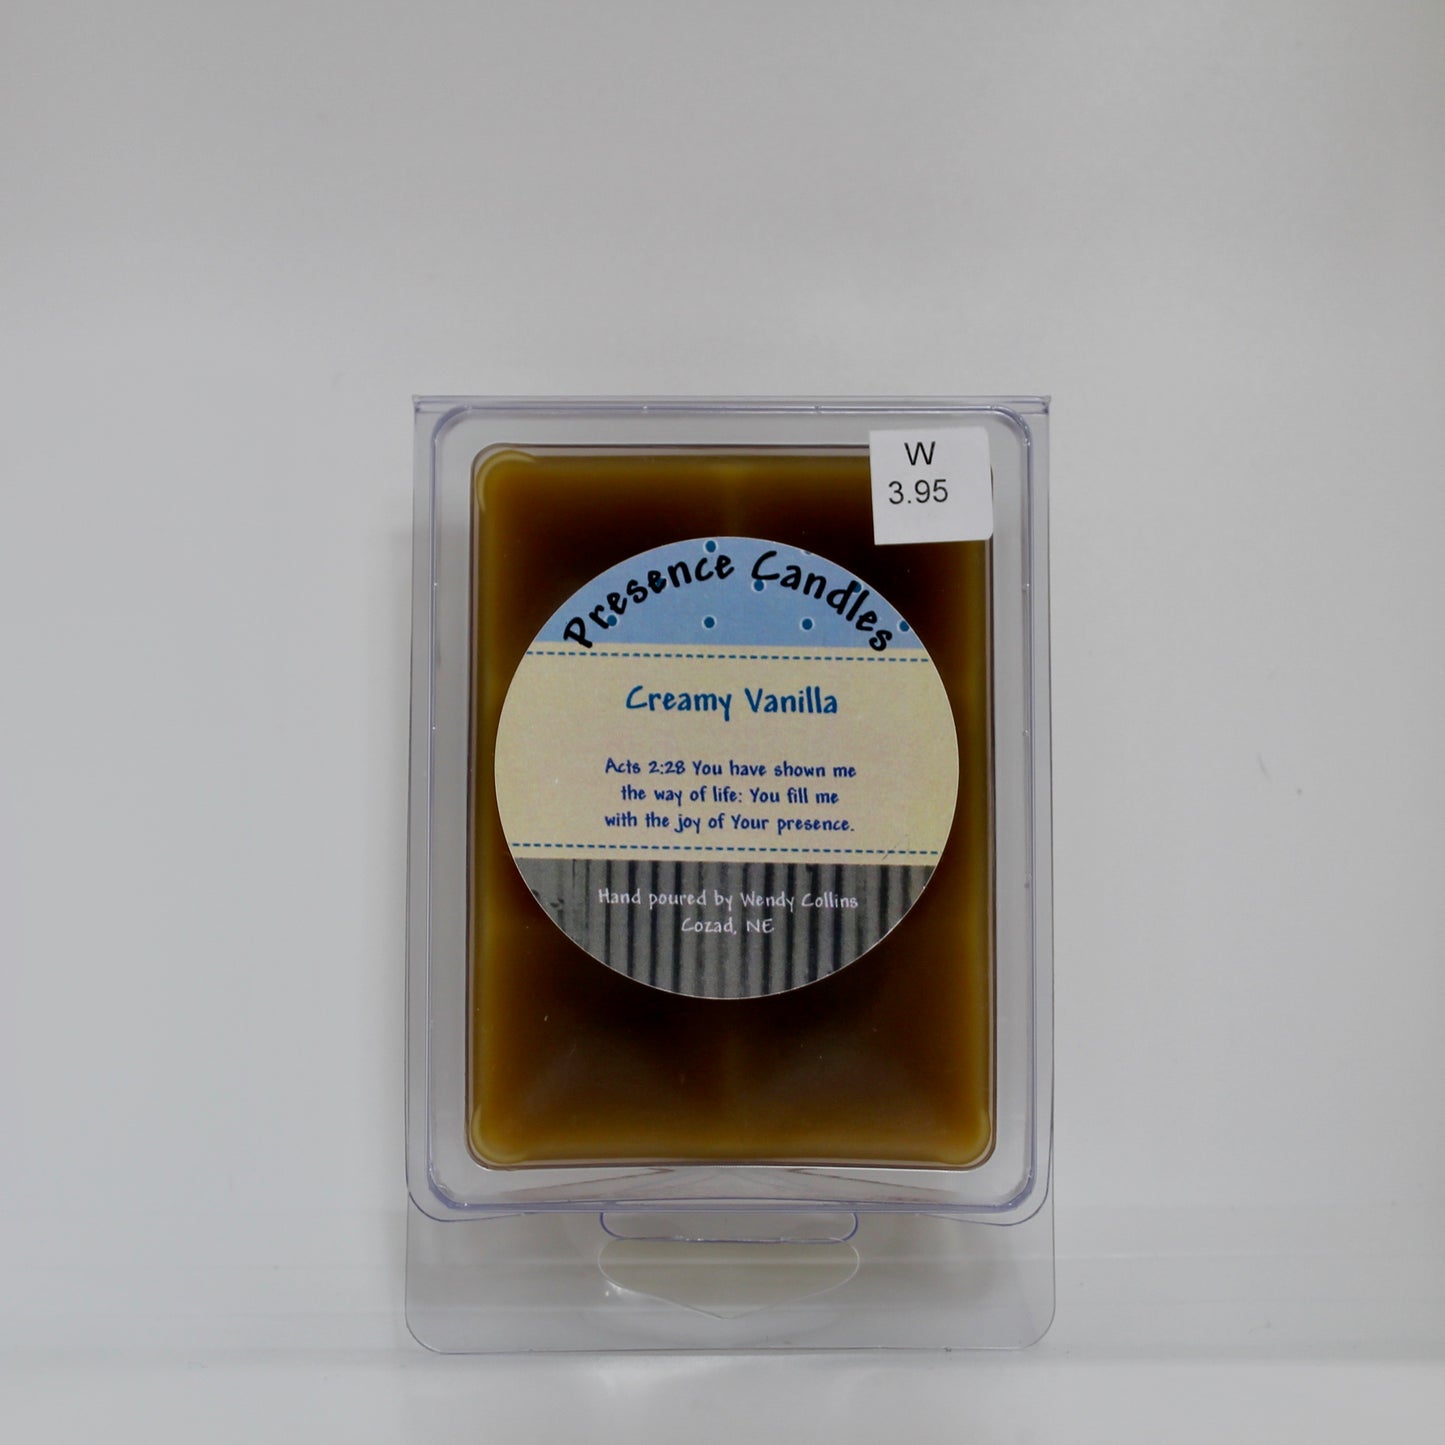 W
3.95
Presence Candles
Creamy Vanilla
Acts 2:28 You have shown me
the way of life: You fill me
with the joy of Your presence.
Hand poured by Wendy Collins
Cozad, NE